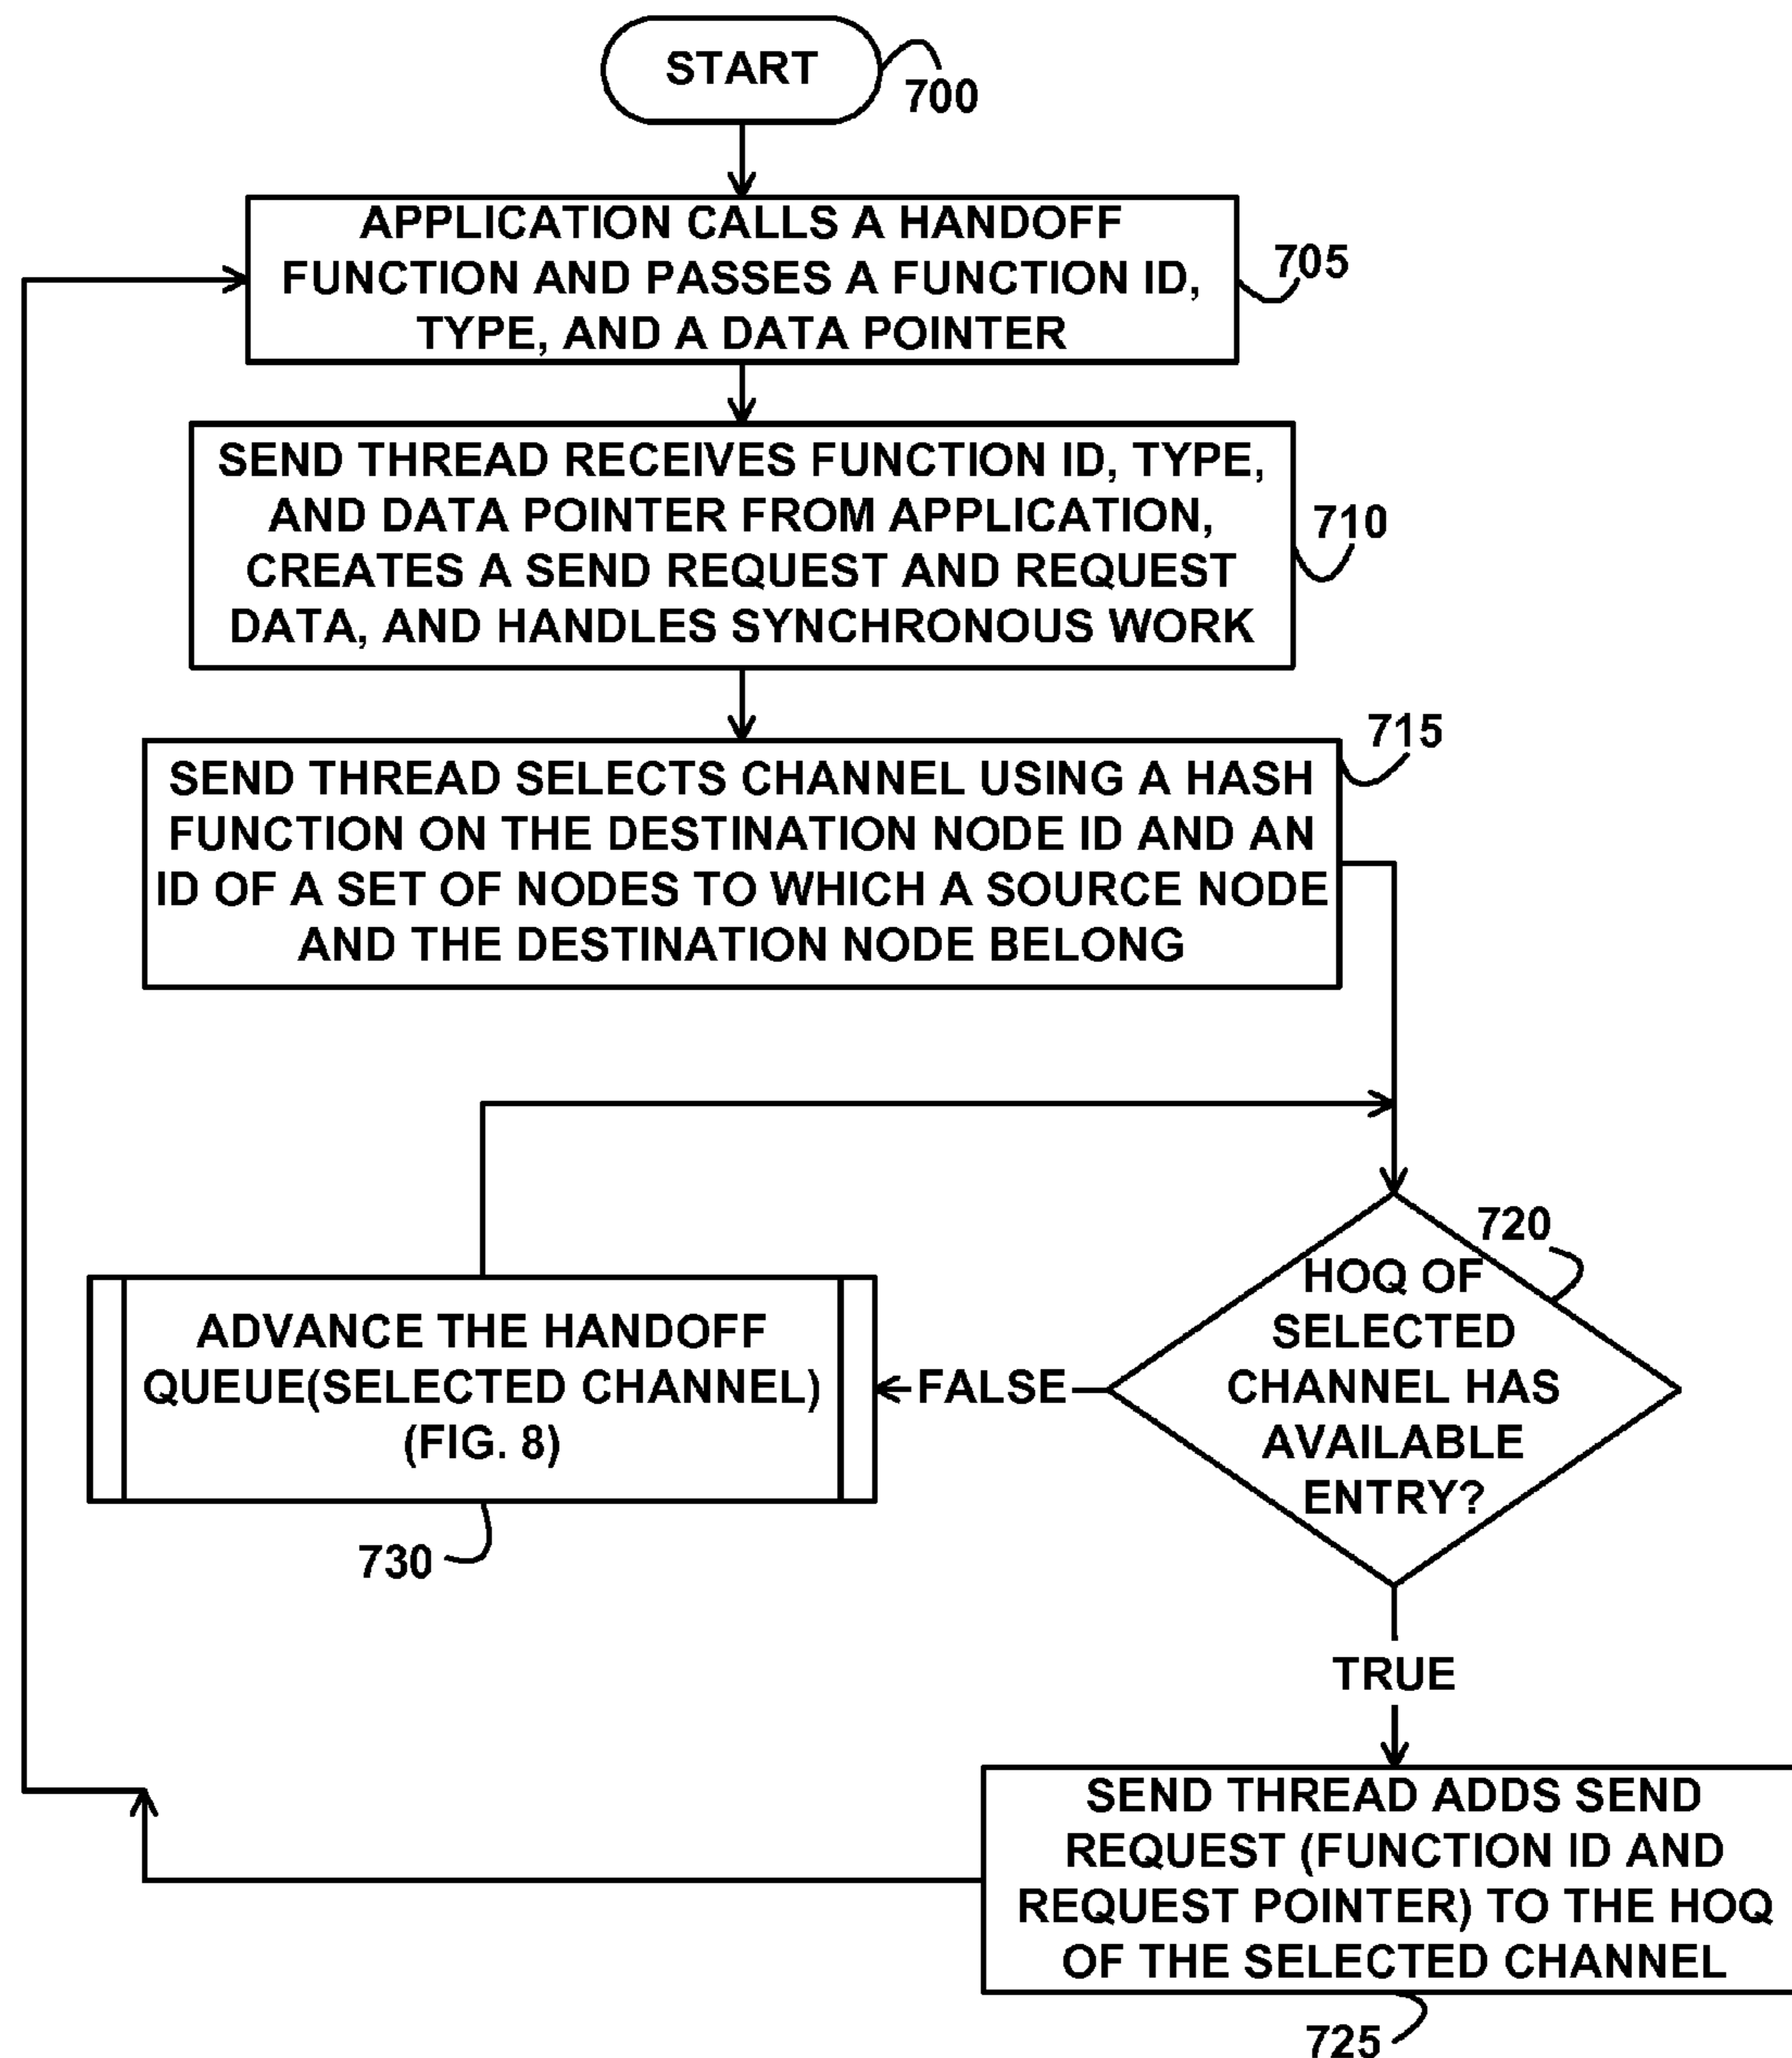 START
700
APPLICATION CALLS A HANDOFF
FUNCTION AND PASSES A FUNCTION ID,
TYPE, AND A DATA POINTER
705
SEND THREAD RECEIVES FUNCTION ID, TYPE,
AND DATA POINTER FROM APPLICATION,
CREATES A SEND REQUEST AND REQUEST
DATA, AND HANDLES SYNCHRONOUS WORK
710
SEND THREAD SELECTS CHANNEL USING A HASH
FUNCTION ON THE DESTINATION NODE ID AND AN
ID OF A SET OF NODES TO WHICH A SOURCE NODE
AND THE DESTINATION NODE BELONG
715
HOQ OF
SELECTED
CHANNEL HAS
AVAILABLE
ENTRY?
720
FALSE
ADVANCE THE HANDOFF
QUEUE(SELECTED CHANNEL)
(FIG. 8)
730
TRUE
SEND THREAD ADDS SEND
REQUEST (FUNCTION ID AND
REQUEST POINTER) TO THE HOQ
OF THE SELECTED CHANNEL
725